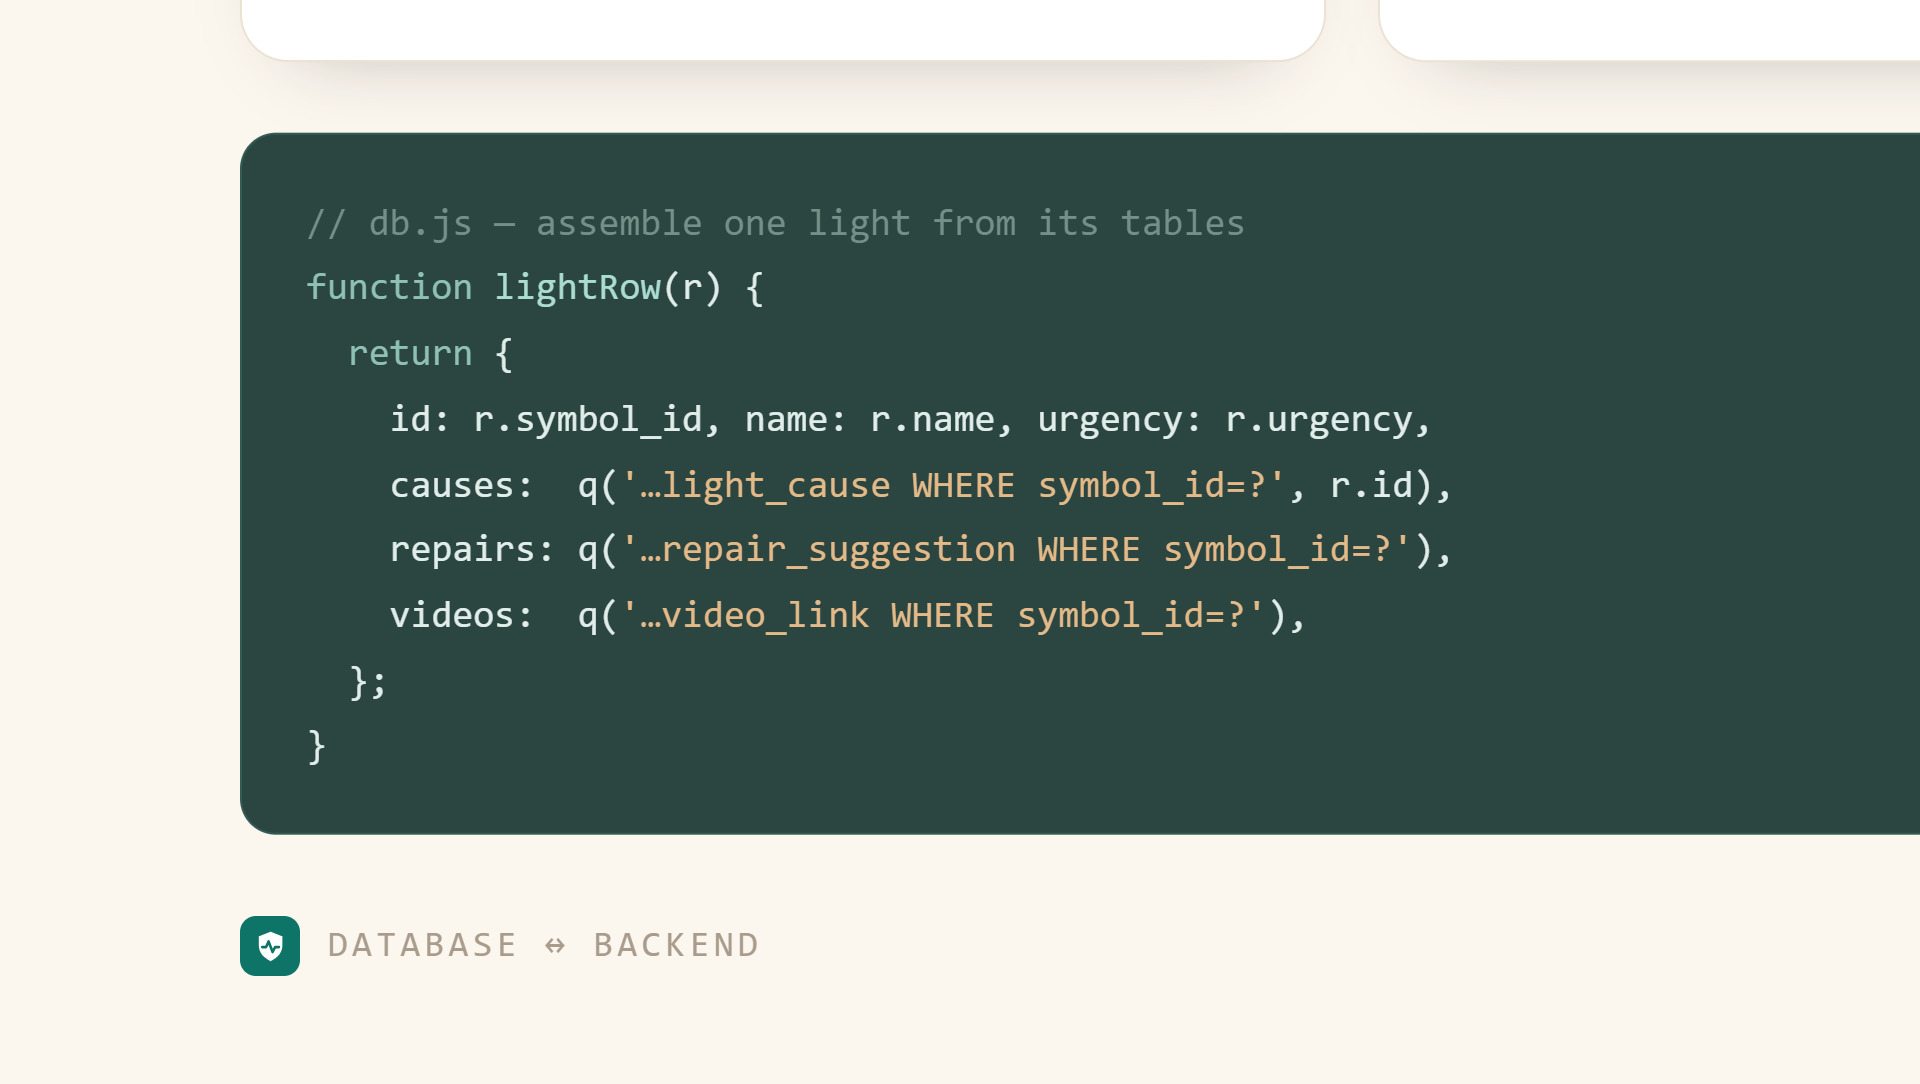 // db.js — assemble one light from its tables
function lightRow(r) {
  return {
    id: r.symbol_id, name: r.name, urgency: r.urgency,
    causes:  q('…light_cause WHERE symbol_id=?', r.id),
    repairs: q('…repair_suggestion WHERE symbol_id=?'),
    videos:  q('…video_link WHERE symbol_id=?'),
  };
}
DATABASE ↔ BACKEND